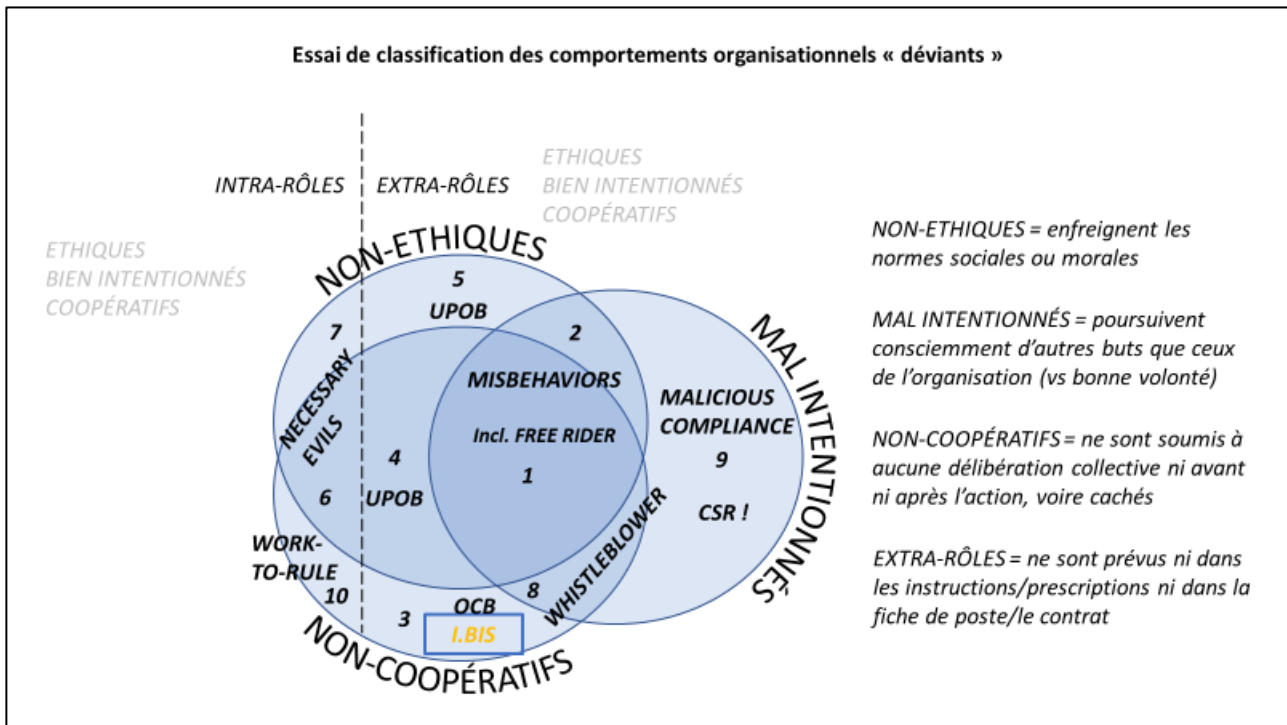 Essai de classification des comportements organisationnels « déviants »
ETHIQUES
BIEN INTENTIONNÉS
COOPÉRATIFS
INTRA-RÔLES
EXTRA-RÔLES
ETHIQUES
BIEN INTENTIONNÉS
COOPÉRATIFS
NON-ETHIQUES
5
UPOB
7
2
NECESSARY
EVILS
MISBEHAVIORS
Incl. FREE RIDER
1
4
UPOB
6
MAL INTENTIONNÉS
MALICIOUS
COMPLIANCE
9
CSR !
WHISTLEBLOWER
8
WORK-
TO-RULE
10
3
OCB
I.BIS
NON-COOPÉRATIFS
NON-ETHIQUES = enfreignent les
normes sociales ou morales
MAL INTENTIONNÉS = poursuivent
consciemment d’autres buts que ceux
de l’organisation (vs bonne volonté)
NON-COOPÉRATIFS = ne sont soumis à
aucune délibération collective ni avant
ni après l’action, voire cachés
EXTRA-RÔLES = ne sont prévus ni dans
les instructions/prescriptions ni dans la
fiche de poste/le contrat